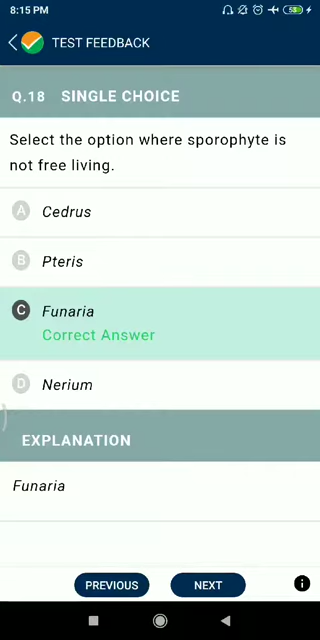 8:15 PM
58
TEST FEEDBACK
Q.18 SINGLE CHOICE
Select the option where sporophyte is
not free living.
A Cedrus
B Pteris
C Funaria
Correct Answer
D Nerium
EXPLANATION
Funaria
PREVIOUS NEXT